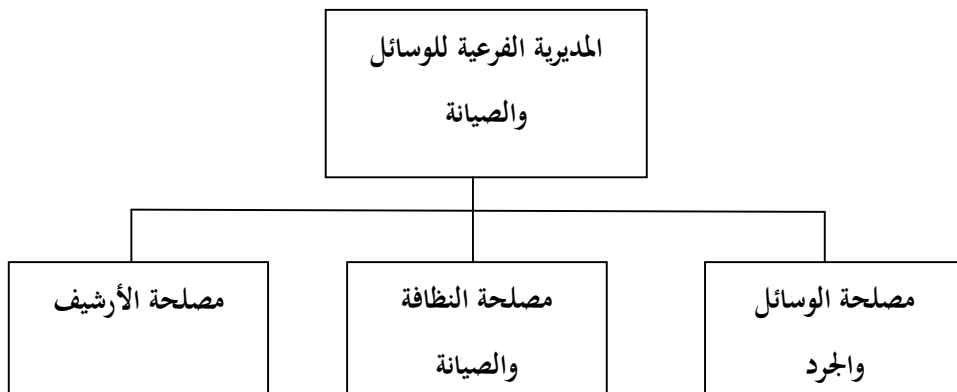 المديرية الفرعية للوسائل
والصيانة
مصلحة الوسائل
والجرد
مصلحة النظافة
والصيانة
مصلحة الأرشيف